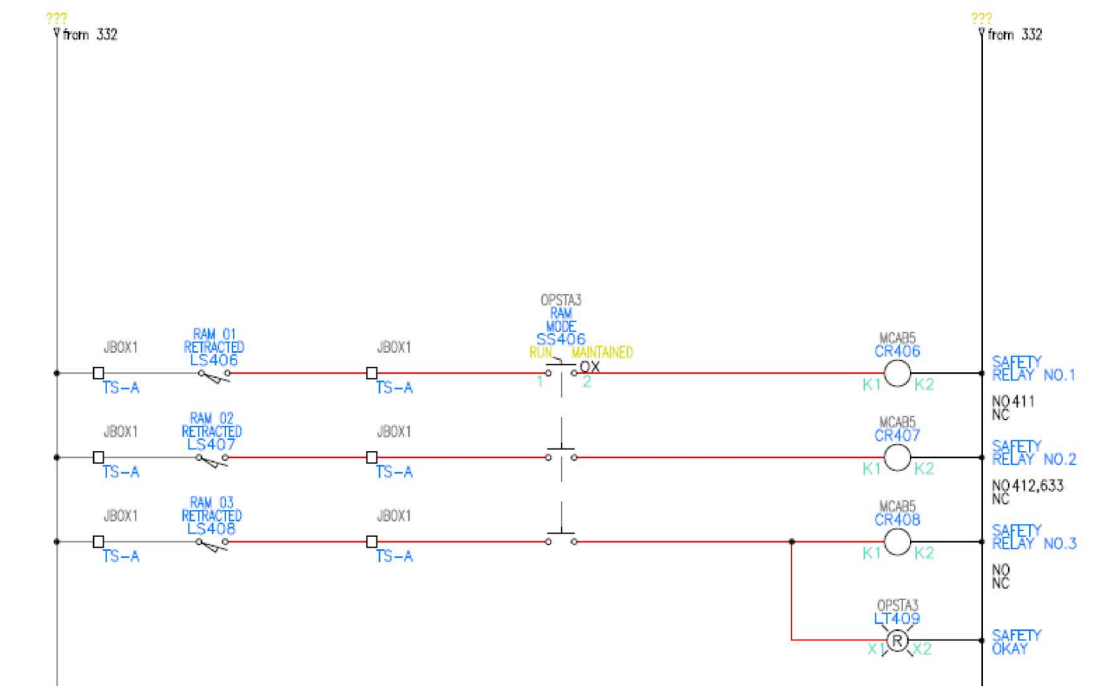 ???
from 332
???
from 332
OPSTA3
RAM
MODE
SS406
RUN MAINTAINED
OX
1 2
JBOX1
TS-A
RAM 01
RETRACTED
LS406
JBOX1
TS-A
MCAB5
CR406
K1 K2
SAFETY
RELAY NO.1
NO 411
NC
JBOX1
TS-A
RAM 02
RETRACTED
LS407
JBOX1
TS-A
MCAB5
CR407
K1 K2
SAFETY
RELAY NO.2
NO 412,633
NC
JBOX1
TS-A
RAM 03
RETRACTED
LS408
JBOX1
TS-A
MCAB5
CR408
K1 K2
SAFETY
RELAY NO.3
NO
NC
OPSTA3
LT409
X1 R X2
SAFETY
OKAY